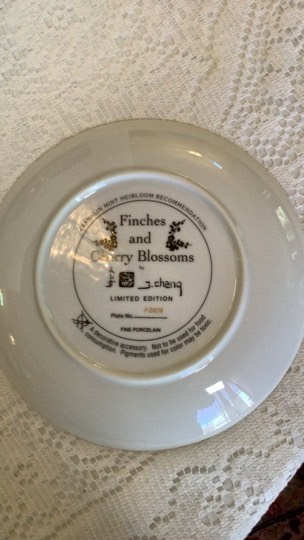 FRANKLIN MINT HEIRLOOM RECOMMENDATION
Finches
and
Cherry Blossoms
by
J. Cheng
LIMITED EDITION
Plate No.
FINE PORCELAIN
A decorative accessory. Not to be used for food
consumption. Pigments used for color may be toxic.